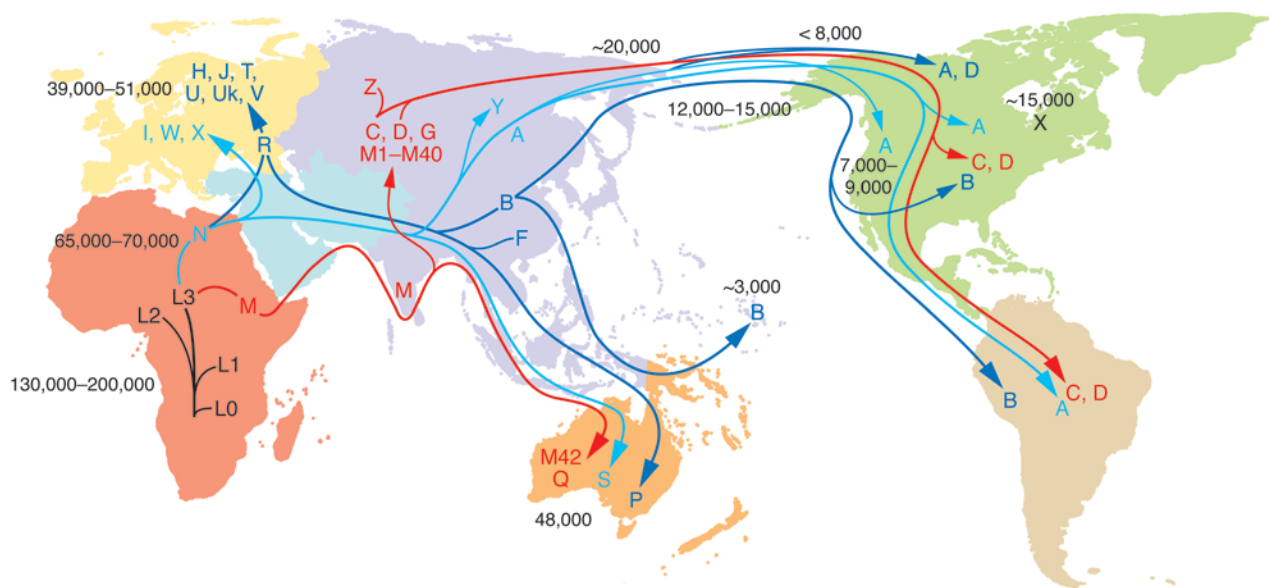 ~20,000
< 8,000
H, J, T,
U, Uk, V
39,000–51,000
Z
Y
A, D
12,000–15,000
~15,000
X
I, W, X
R
C, D, G
M1–M40
A
A
A
C, D
7,000–
9,000
B
B
N
65,000–70,000
F
L3
M
M
~3,000
B
L2
L1
130,000–200,000
L0
B
C, D
A
M42
Q
S
P
48,000